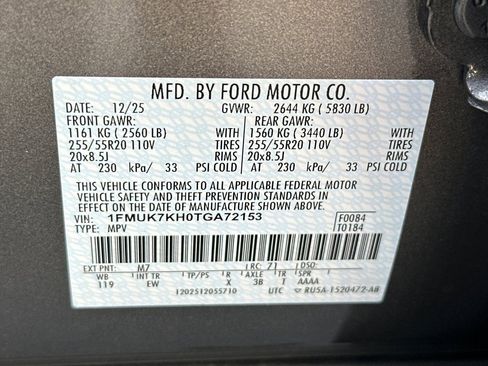 MFD. BY FORD MOTOR CO.
DATE: 12/25 GVWR: 2644 KG ( 5830 LB)
FRONT GAWR: REAR GAWR:
1161 KG ( 2560 LB) 1560 KG ( 3440 LB)
255/55R20 110V TIRES 255/55R20 110V TIRES
20x8.5J RIMS 20x8.5J RIMS
AT 230 kPa/ 33 PSI COLD AT 230 kPa/ 33 PSI COLD
THIS VEHICLE CONFORMS TO ALL APPLICABLE FEDERAL MOTOR
VEHICLE SAFETY AND THEFT PREVENTION STANDARDS IN
EFFECT ON THE DATE OF MANUFACTURE SHOWN ABOVE.
VIN: 1FMUK7KH0TGA72153 F0084
TYPE: MPV T0184
EXT PNT: M7 RC: 71 DSO:
WB BRK INT TR TP/PS R AXLE TR SPR
119 EW X 3B T AAAA
1202512055710 UTC RU5A-1520472-AB